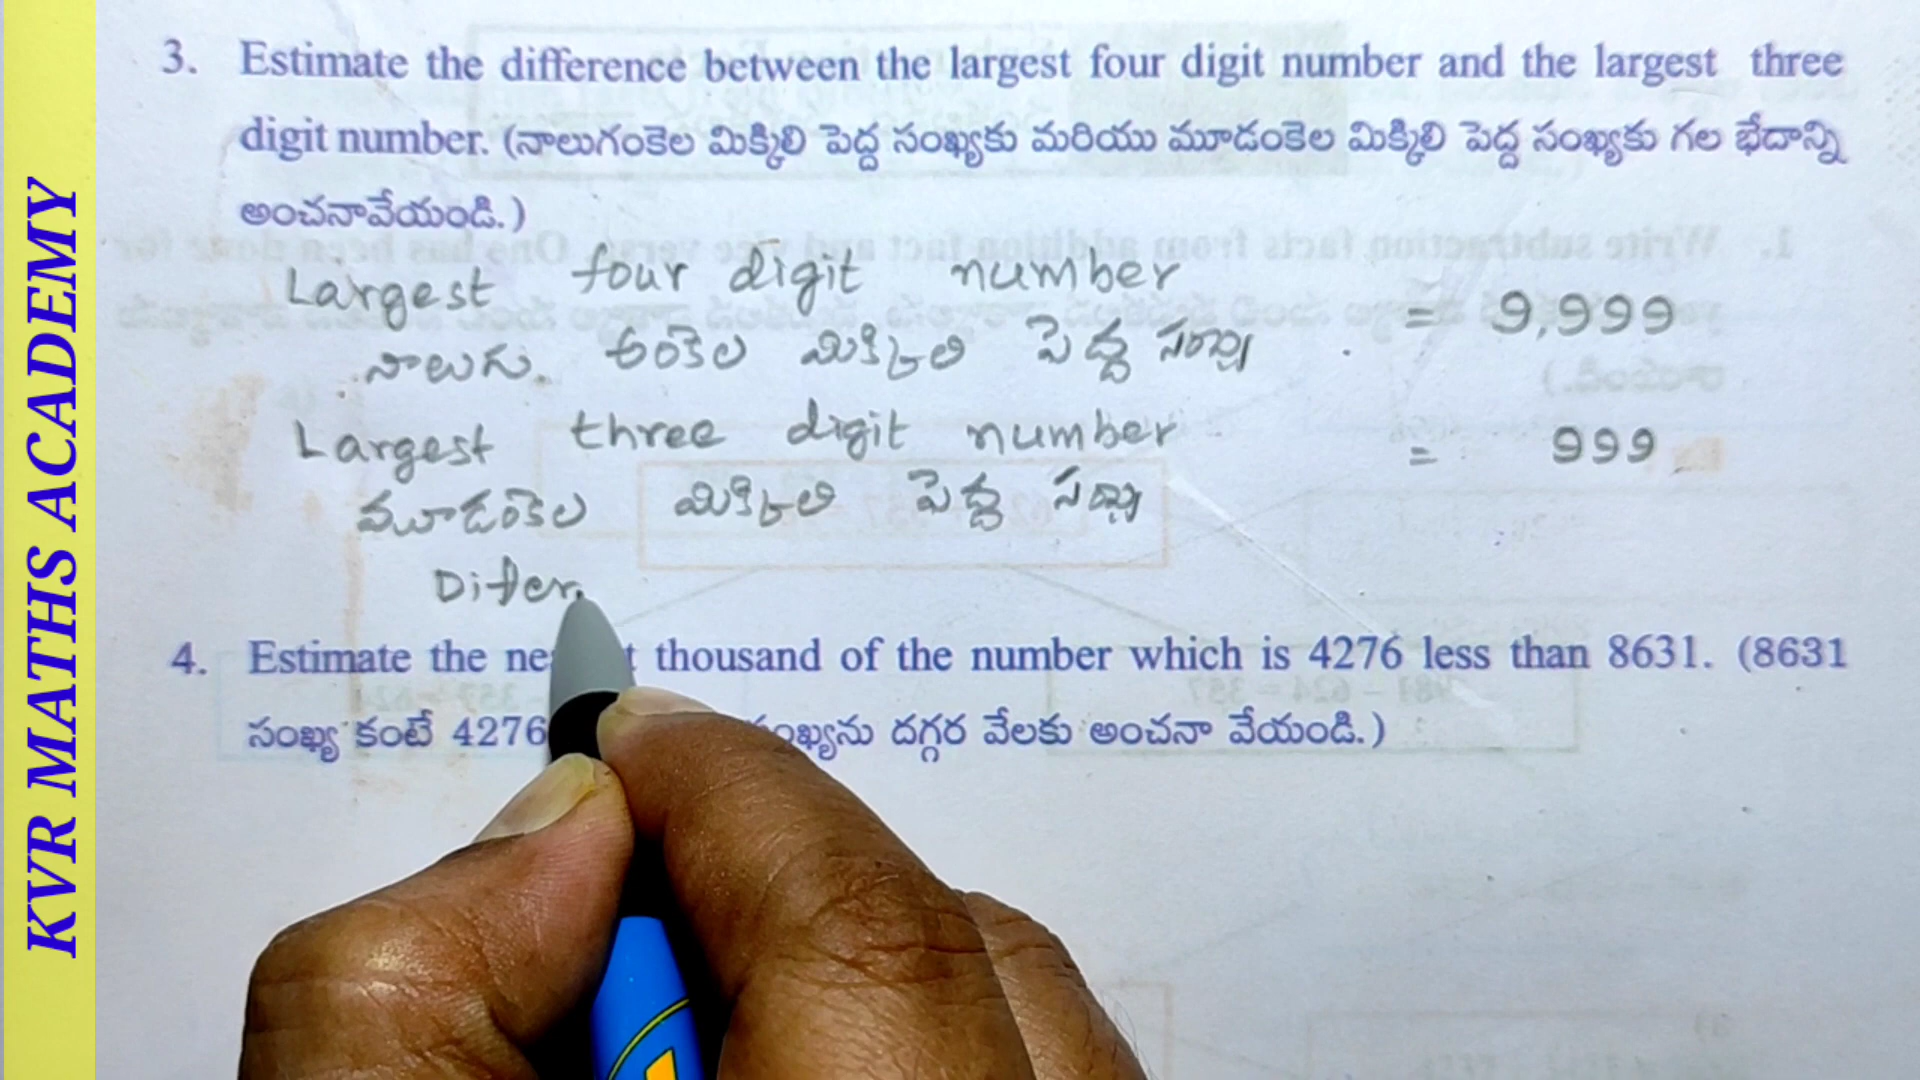 KVR MATHS ACADEMY
3. Estimate the difference between the largest four digit number and the largest three
digit number. (నాలుగంకెల మిక్కిలి పెద్ద సంఖ్యకు మరియు మూడంకెల మిక్కిలి పెద్ద సంఖ్యకు గల భేదాన్ని
అంచనావేయండి.)
Largest four digit number = 9,999
నాలుగు అంకెల మిక్కిలి పెద్ద సంఖ్య
Largest three digit number = 999
మూడంకెల మిక్కిలి పెద్ద సంఖ్య
Difer
4. Estimate the thousand of the number which is 4276 less than 8631. (8631
సంఖ్య కంటే 4276 దగ్గర వేలకు అంచనా వేయండి.)